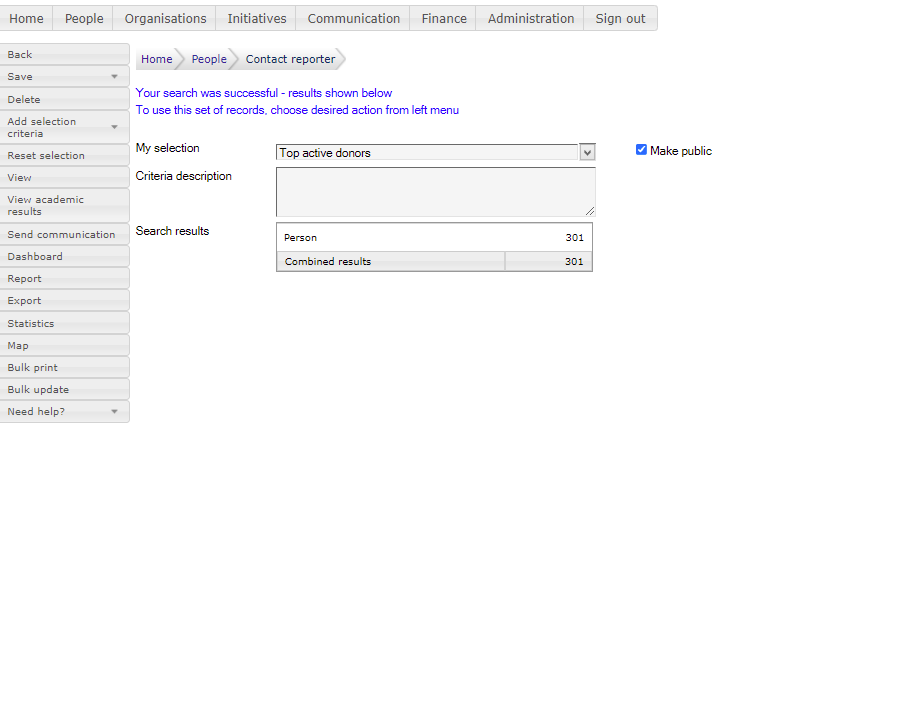 Home People Organisations Initiatives Communication Finance Administration Sign out
Back
Save
Delete
Add selection
criteria
Reset selection
View
View academic
results
Send communication
Dashboard
Report
Export
Statistics
Map
Bulk print
Bulk update
Need help?
Home People Contact reporter
Your search was successful - results shown below
To use this set of records, choose desired action from left menu
My selection Top active donors Make public
Criteria description
Search results
Person 301
Combined results 301